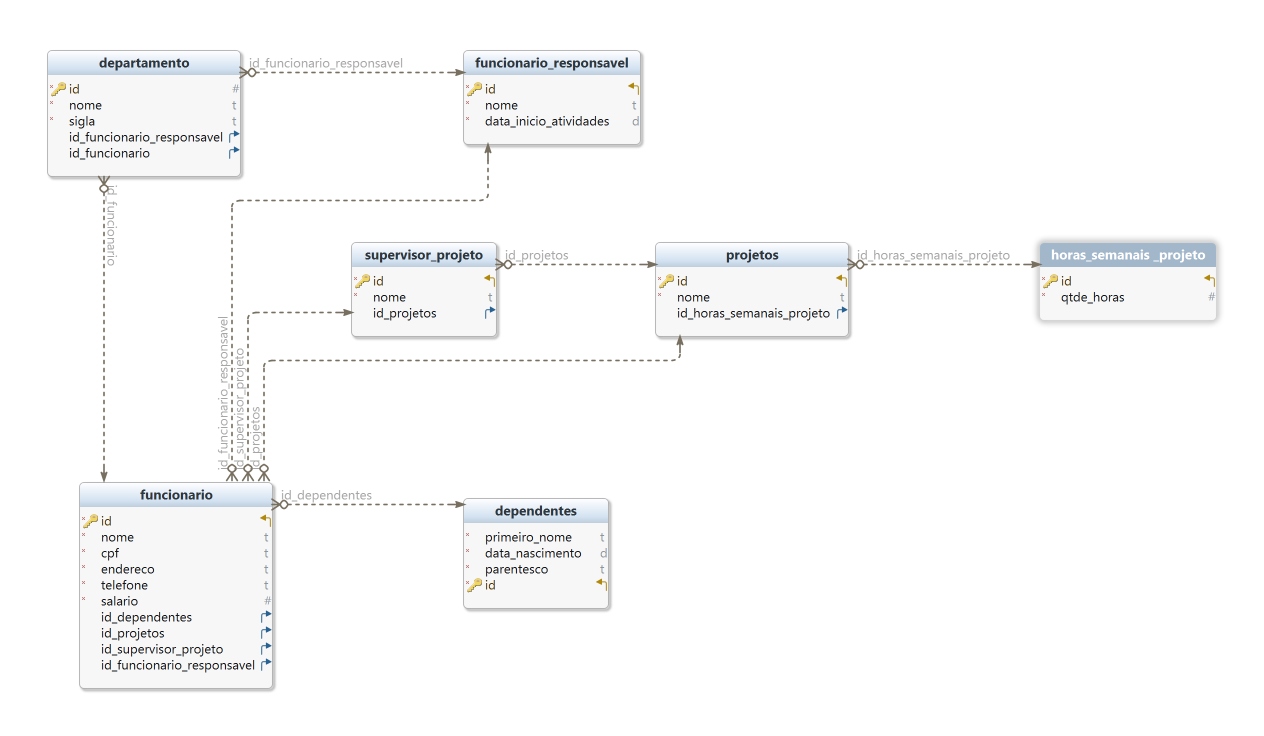 departamento
id #
nome t
sigla t
id_funcionario_responsavel
id_funcionario
id_funcionario_responsavel
funcionario_responsavel
id
nome t
data_inicio_atividades d
id_funcionario
supervisor_projeto
id
nome t
id_projetos
id_projetos
projetos
id
nome t
id_horas_semanais_projeto
id_horas_semanais_projeto
horas_semanais _projeto
id
qtde_horas #
id_funcionario_responsavel
id_supervisor_projeto
id_projetos
funcionario
id
nome t
cpf t
endereco t
telefone t
salario #
id_dependentes
id_projetos
id_supervisor_projeto
id_funcionario_responsavel
id_dependentes
dependentes
primeiro_nome t
data_nascimento d
parentesco t
id